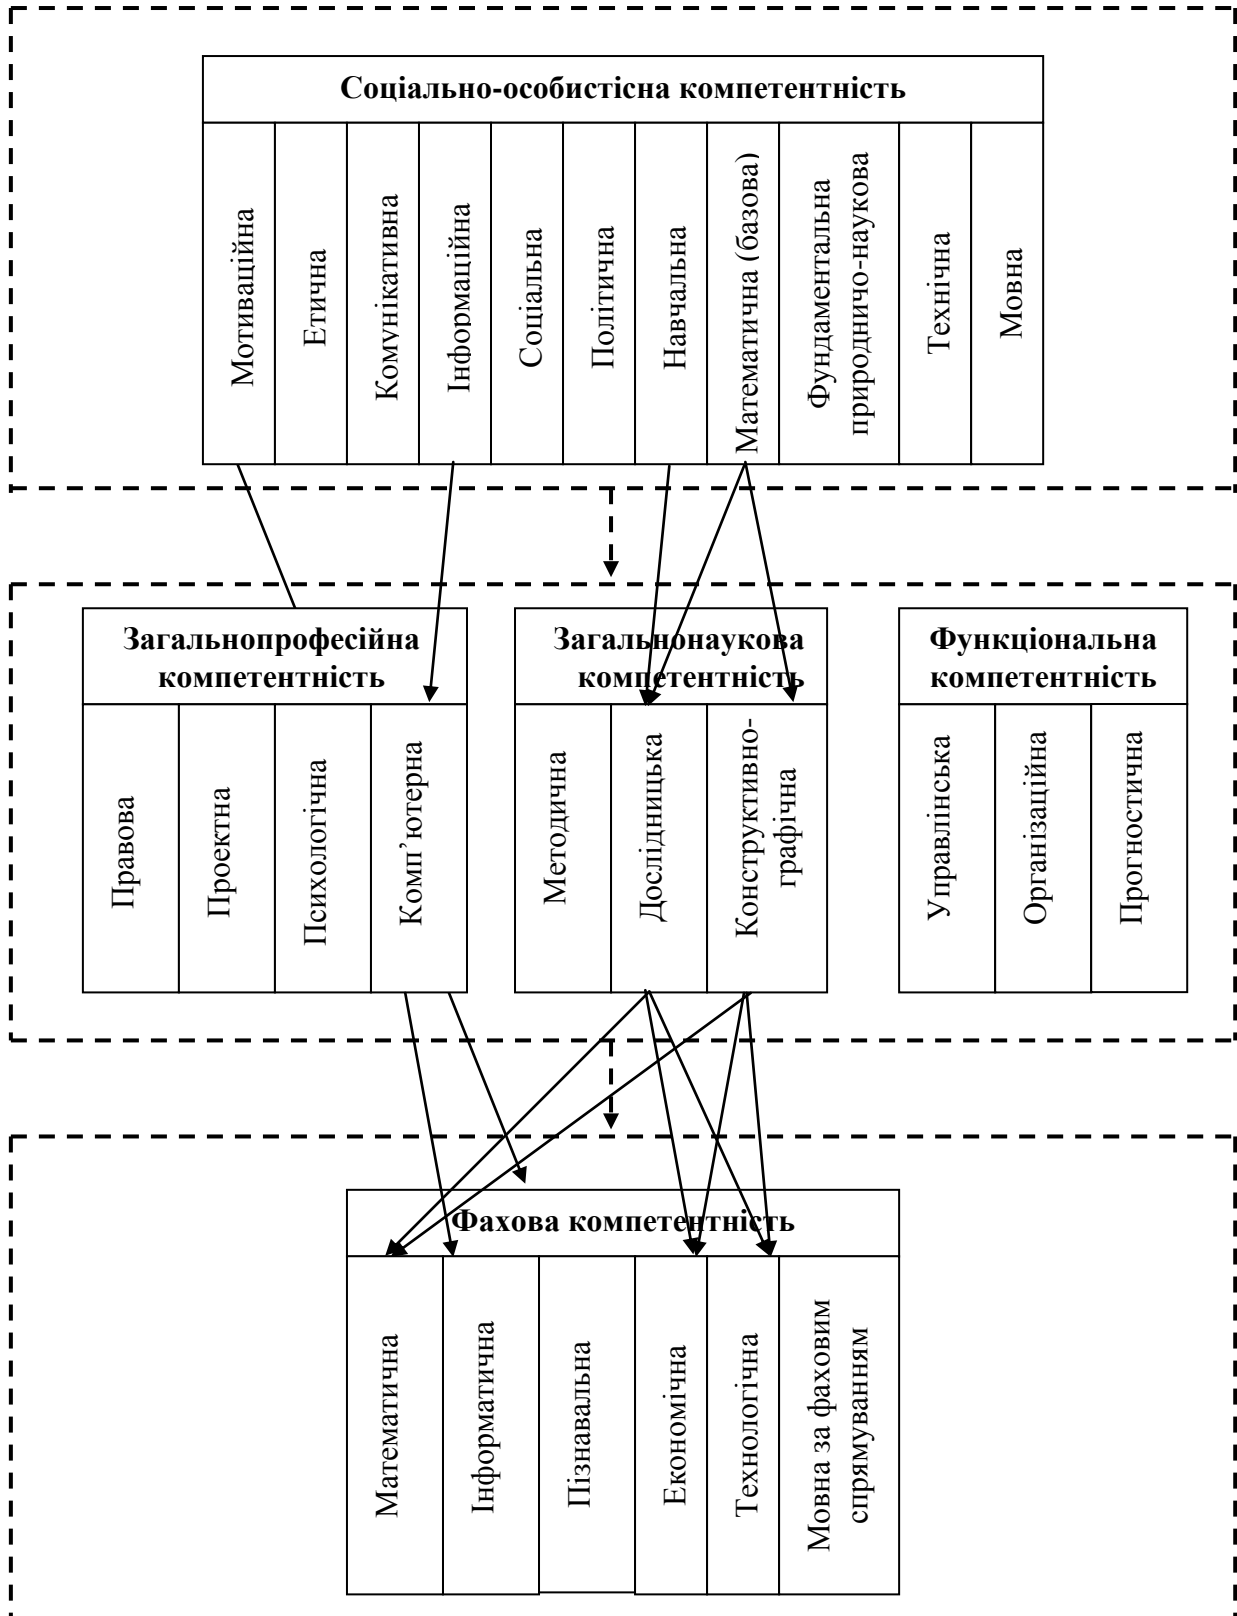 Соціально-особистісна компетентність
Мотиваційна
Етична
Комунікативна
Інформаційна
Соціальна
Політична
Навчальна
Математична (базова)
Фундаментальна
природничо-наукова
Технічна
Мовна
Загальнопрофесійна
компетентність
Правова
Проектна
Психологічна
Комп’ютерна
Загальнонаукова
компетентність
Методична
Дослідницька
Конструктивно-
графічна
Функціональна
компетентність
Управлінська
Організаційна
Прогностична
Фахова компетентність
Математична
Інформатична
Пізнавальна
Економічна
Технологічна
Мовна за фаховим
спрямуванням